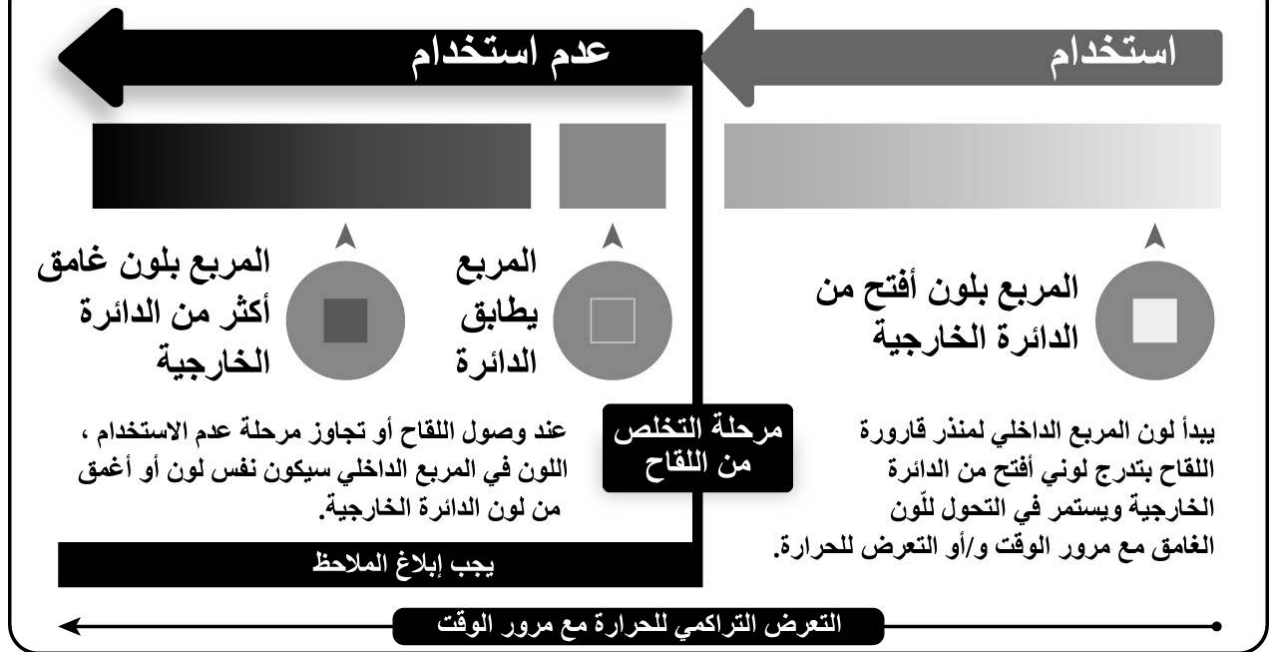 استخدام
عدم استخدام
المربع بلون أفتح من
الدائرة الخارجية
المربع
يطابق
الدائرة
المربع بلون غامق
أكثر من الدائرة
الخارجية
يبدأ لون المربع الداخلي لمنذر قارورة
اللقاح بتدرج لوني أفتح من الدائرة
الخارجية ويستمر في التحول للّون
الغامق مع مرور الوقت و/أو التعرض للحرارة.
مرحلة التخلص
من اللقاح
عند وصول اللقاح أو تجاوز مرحلة عدم الاستخدام ،
اللون في المربع الداخلي سيكون نفس لون أو أغمق
من لون الدائرة الخارجية.
يجب إبلاغ الملاحظ
التعرض التراكمي للحرارة مع مرور الوقت